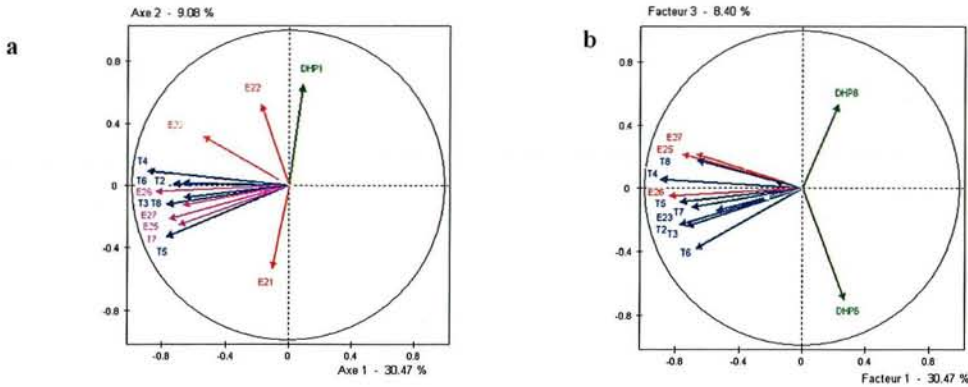 a
Axe 2 - 9.08 %
0.8
0.4
0
-0.4
-0.8
DHP1
E22
T4
T6 T2
E26
T3 T8
E27
E25
T7
T5
E21
-0.8 -0.4 0 0.4 0.8
Axe 1 - 30.47 %
b
Facteur 3 - 8.40 %
0.8
0.4
0
-0.4
-0.8
DHP8
E27
E25
T8
T4
E26
T5
T7
E23
T2
T3
T6
-0.8 -0.4 0 0.4 0.8
Facteur 1 - 30.47 %